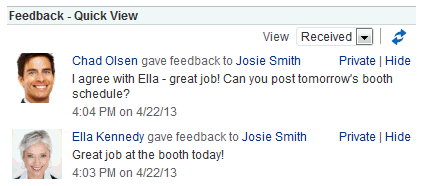 Feedback - Quick View
View Received
Chad Olsen gave feedback to Josie Smith Private | Hide
I agree with Ella - great job! Can you post tomorrow's booth
schedule?
4:04 PM on 4/22/13
Ella Kennedy gave feedback to Josie Smith Private | Hide
Great job at the booth today!
4:03 PM on 4/22/13